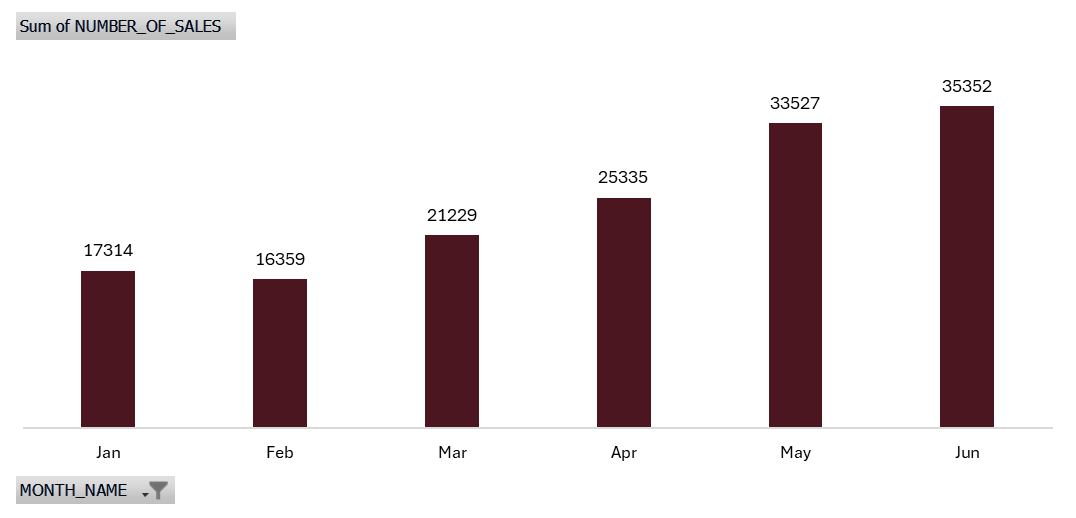 Sum of NUMBER_OF_SALES
35352
33527
25335
21229
17314
16359
Jan Feb Mar Apr May Jun
MONTH_NAME